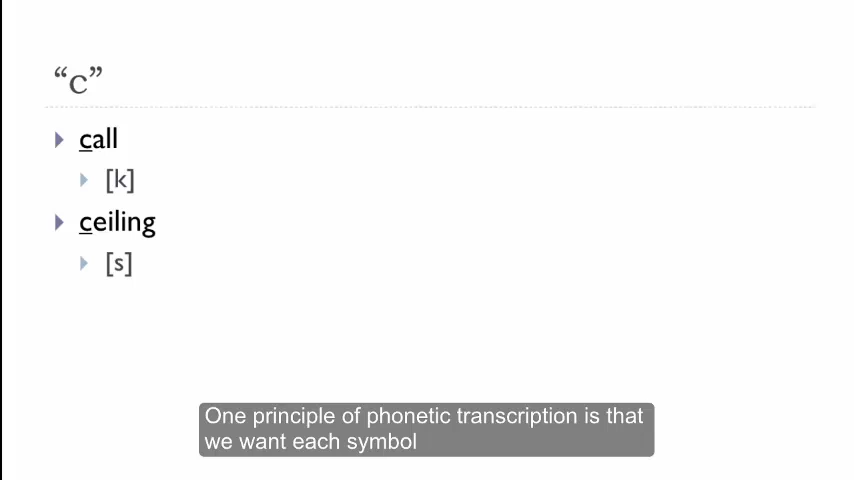 “c”
call
[k]
ceiling
[s]
One principle of phonetic transcription is that
we want each symbol